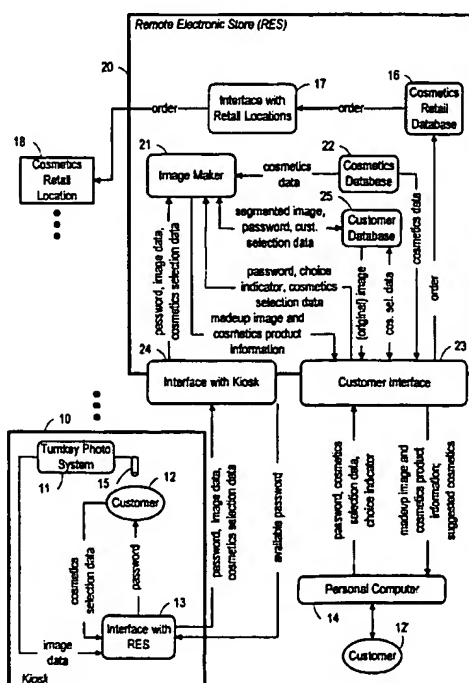 Remote Electronic Store (RES)
20
17
16
order
Interface with
Retail Locations
order
Cosmetics
Retail
Database
18
Cosmetics
Retail
Location
21
Image Maker
cosmetics
data
22
Cosmetics
Database
25
Customer
Database
segmented image,
password, cust.
selection data
password, image data,
cosmetics selection data
password, choice
indicator, cosmetics
selection data
madeup image and
cosmetics product
information
(original) image
cos. sel. data
cosmetics data
order
24
Interface with Kiosk
23
Customer Interface
10
Turnkey Photo
System
11
15
12
Customer
cosmetics
selection data
password
13
Interface with
RES
image
data
Kiosk
password, image data,
cosmetics selection data
available password
password, cosmetics
selection data,
choice indicator
madeup image and
cosmetics product
information;
suggested cosmetics
Personal Computer
14
Customer
12'